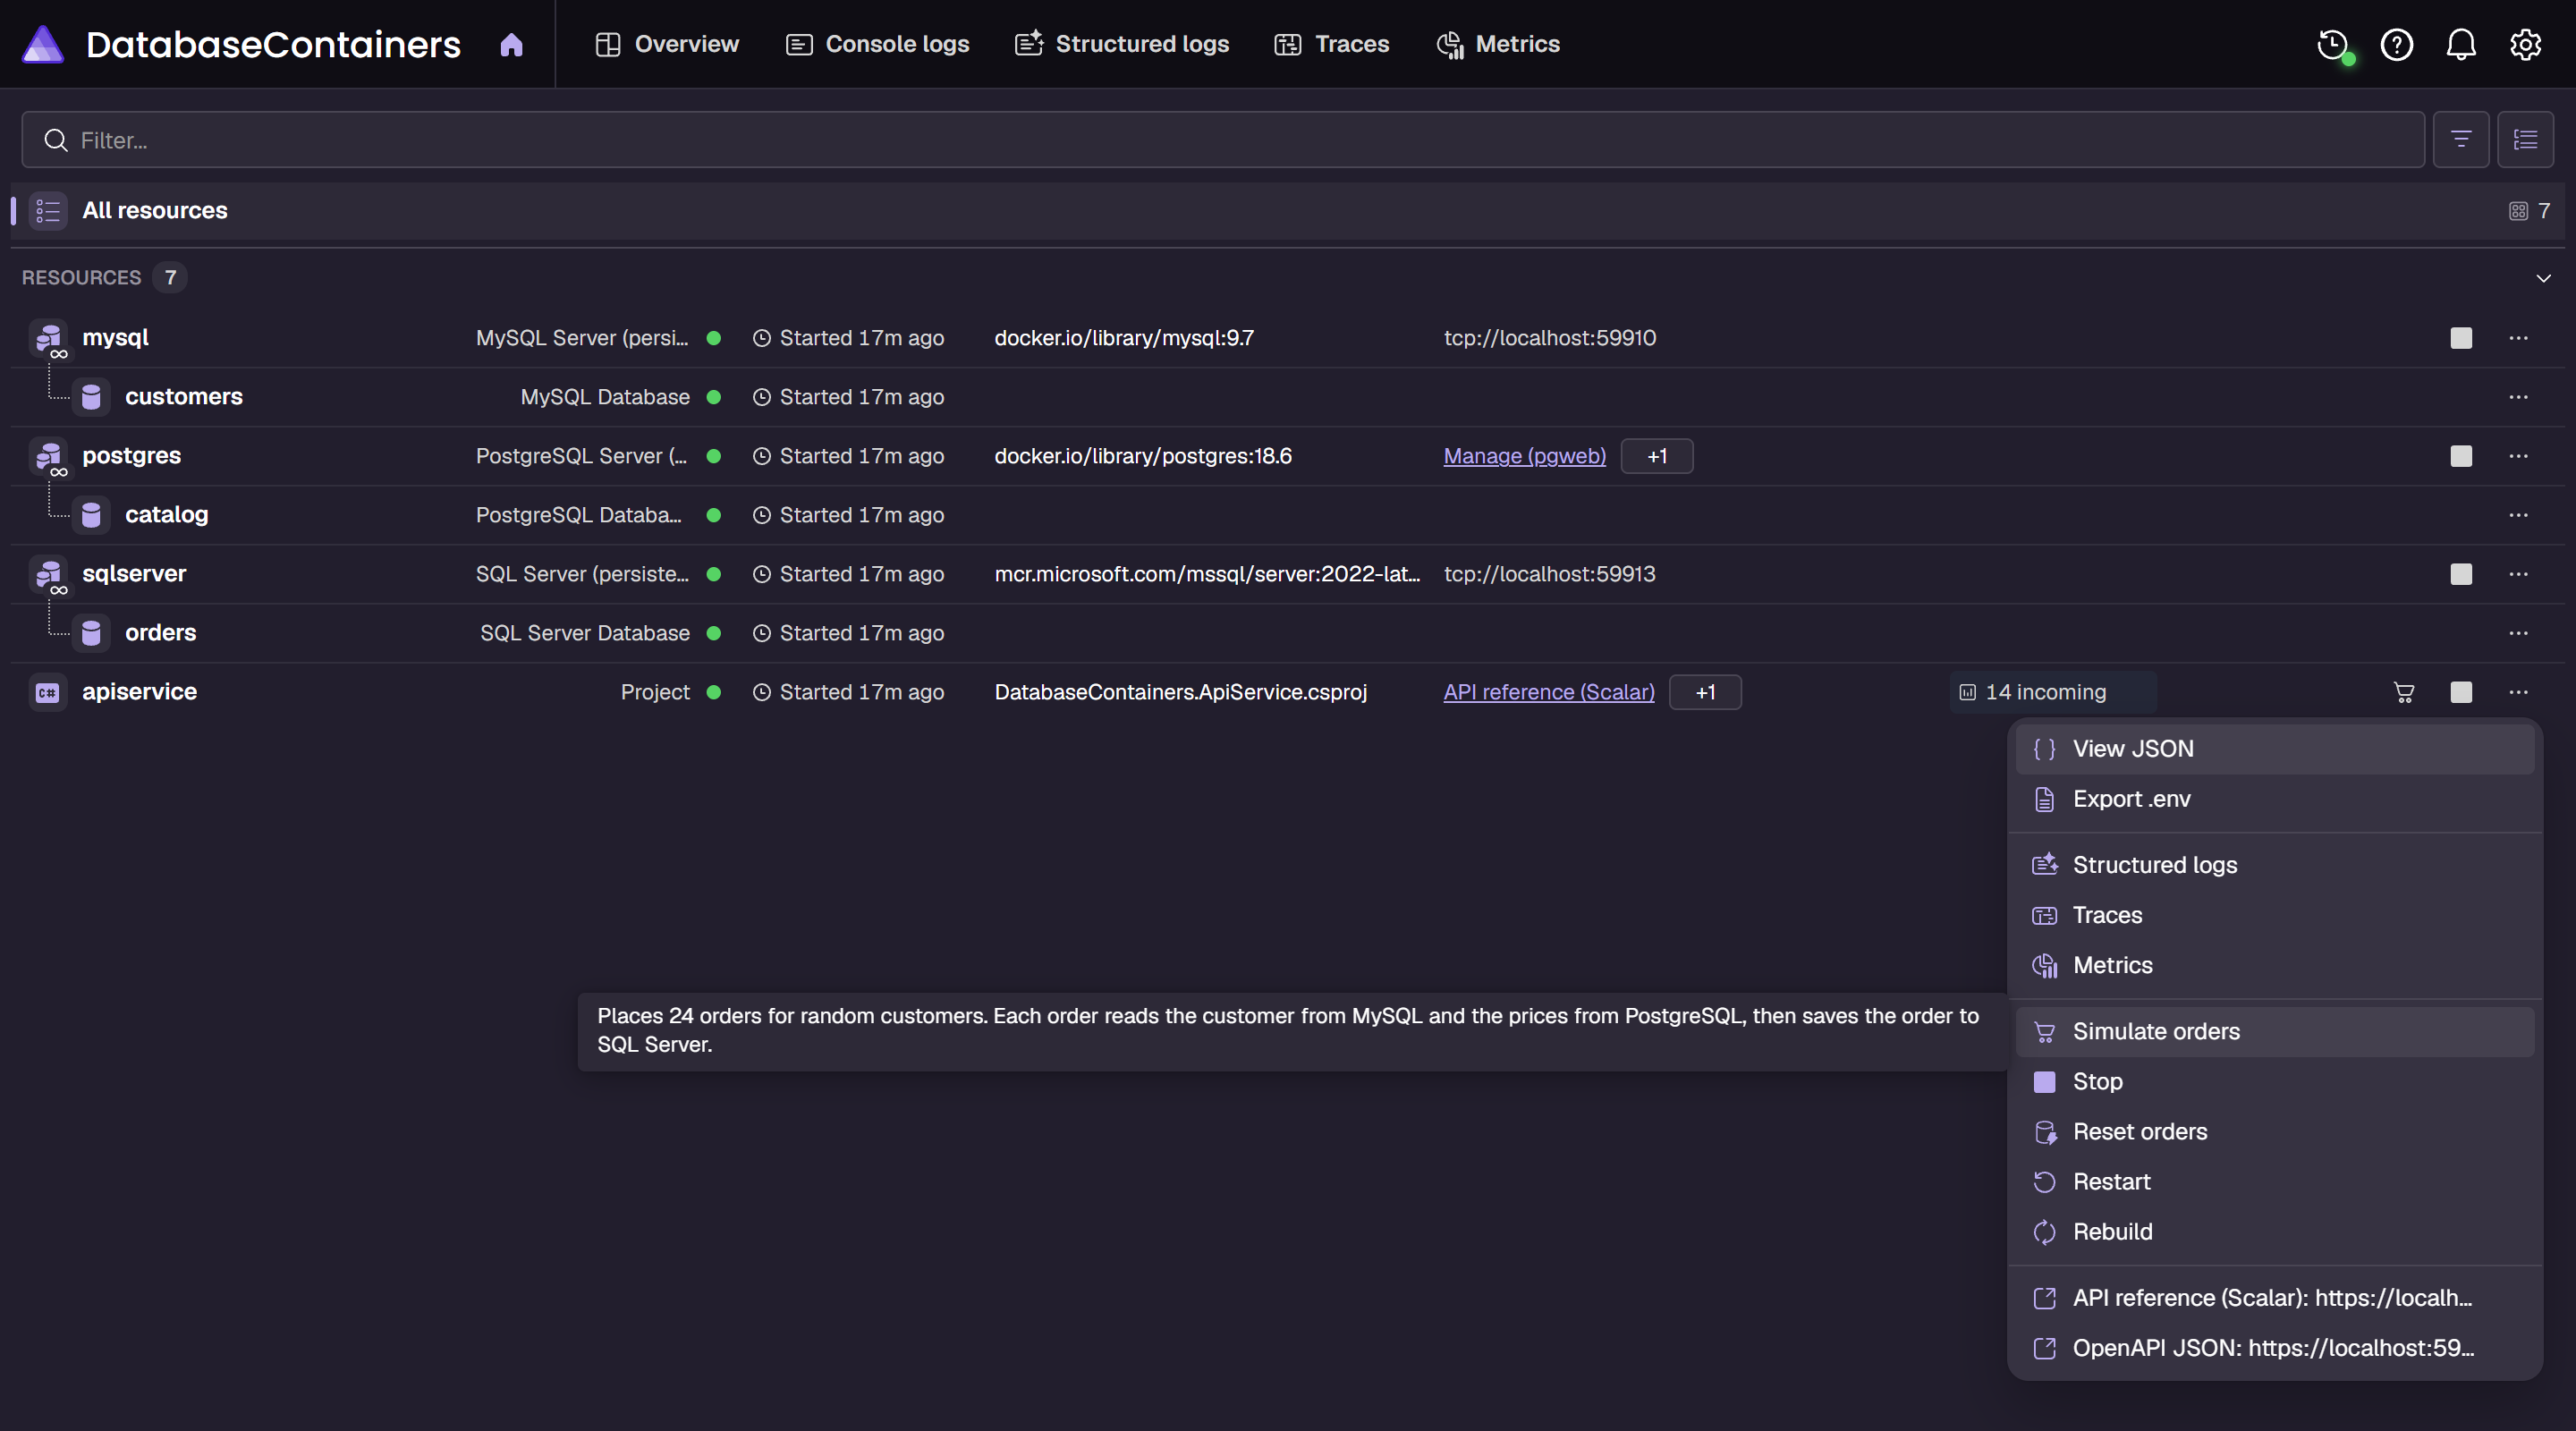 DatabaseContainers Overview Console logs Structured logs Traces Metrics
Filter...
All resources 7
RESOURCES 7
mysql MySQL Server (persi... Started 17m ago docker.io/library/mysql:9.7 tcp://localhost:59910
customers MySQL Database Started 17m ago
postgres PostgreSQL Server (... Started 17m ago docker.io/library/postgres:18.6 Manage (pgweb) +1
catalog PostgreSQL Databa... Started 17m ago
sqlserver SQL Server (persiste... Started 17m ago mcr.microsoft.com/mssql/server:2022-lat... tcp://localhost:59913
orders SQL Server Database Started 17m ago
C# apiservice Project Started 17m ago DatabaseContainers.ApiService.csproj API reference (Scalar) +1 14 incoming
View JSON
Export .env
Structured logs
Traces
Metrics
Places 24 orders for random customers. Each order reads the customer from MySQL and the prices from PostgreSQL, then saves the order to
SQL Server.
Simulate orders
Stop
Reset orders
Restart
Rebuild
API reference (Scalar): https://localh...
OpenAPI JSON: https://localhost:59...